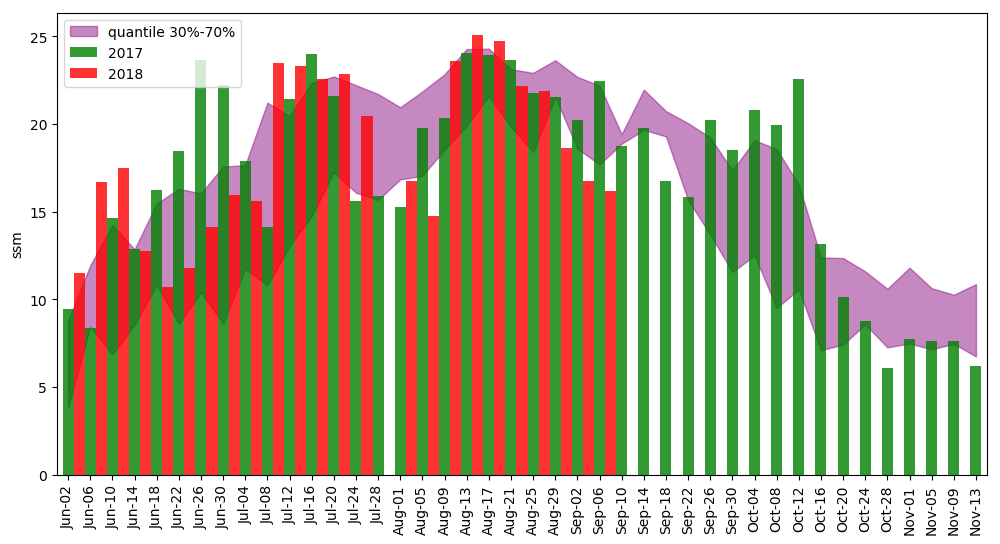 quantile 30%-70%
2017
2018
ssm
25
20
15
10
5
0
Jun-02
Jun-06
Jun-10
Jun-14
Jun-18
Jun-22
Jun-26
Jun-30
Jul-04
Jul-08
Jul-12
Jul-16
Jul-20
Jul-24
Jul-28
Aug-01
Aug-05
Aug-09
Aug-13
Aug-17
Aug-21
Aug-25
Aug-29
Sep-02
Sep-06
Sep-10
Sep-14
Sep-18
Sep-22
Sep-26
Sep-30
Oct-04
Oct-08
Oct-12
Oct-16
Oct-20
Oct-24
Oct-28
Nov-01
Nov-05
Nov-09
Nov-13